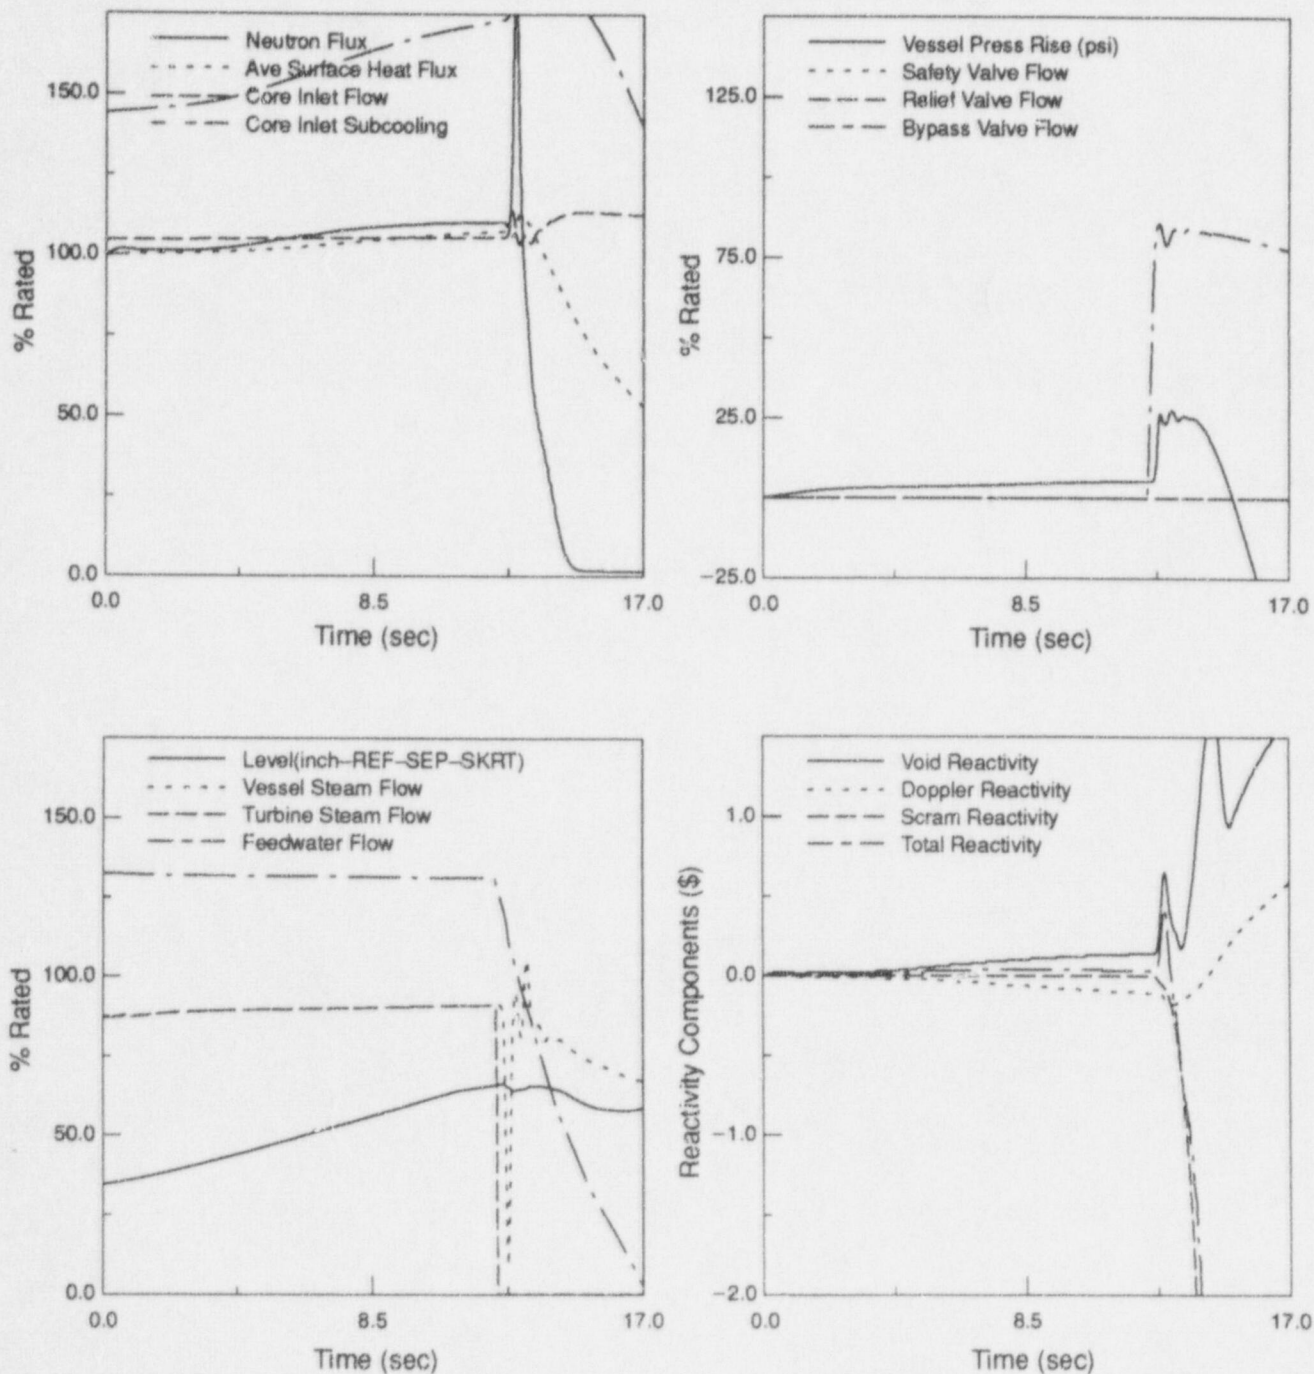 Neutron Flux
Ave Surface Heat Flux
Core Inlet Flow
Core Inlet Subcooling
150.0
100.0
50.0
0.0
% Rated
0.0 8.5 17.0
Time (sec)
Vessel Press Rise (psi)
Safety Valve Flow
Relief Valve Flow
Bypass Valve Flow
125.0
75.0
25.0
−25.0
% Rated
0.0 8.5 17.0
Time (sec)
Level(inch–REF–SEP–SKRT)
Vessel Steam Flow
Turbine Steam Flow
Feedwater Flow
150.0
100.0
50.0
0.0
% Rated
0.0 8.5 17.0
Time (sec)
Void Reactivity
Doppler Reactivity
Scram Reactivity
Total Reactivity
1.0
0.0
−1.0
−2.0
Reactivity Components ($)
0.0 8.5 17.0
Time (sec)